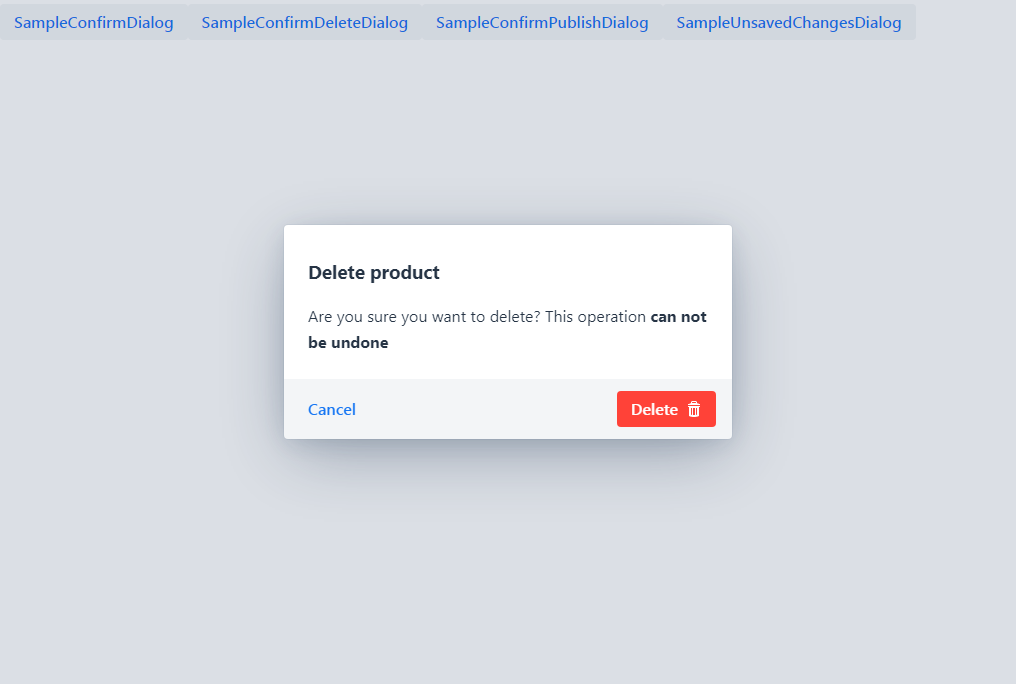 SampleConfirmDialog SampleConfirmDeleteDialog SampleConfirmPublishDialog SampleUnsavedChangesDialog
Delete product
Are you sure you want to delete? This operation can not
be undone
Cancel Delete